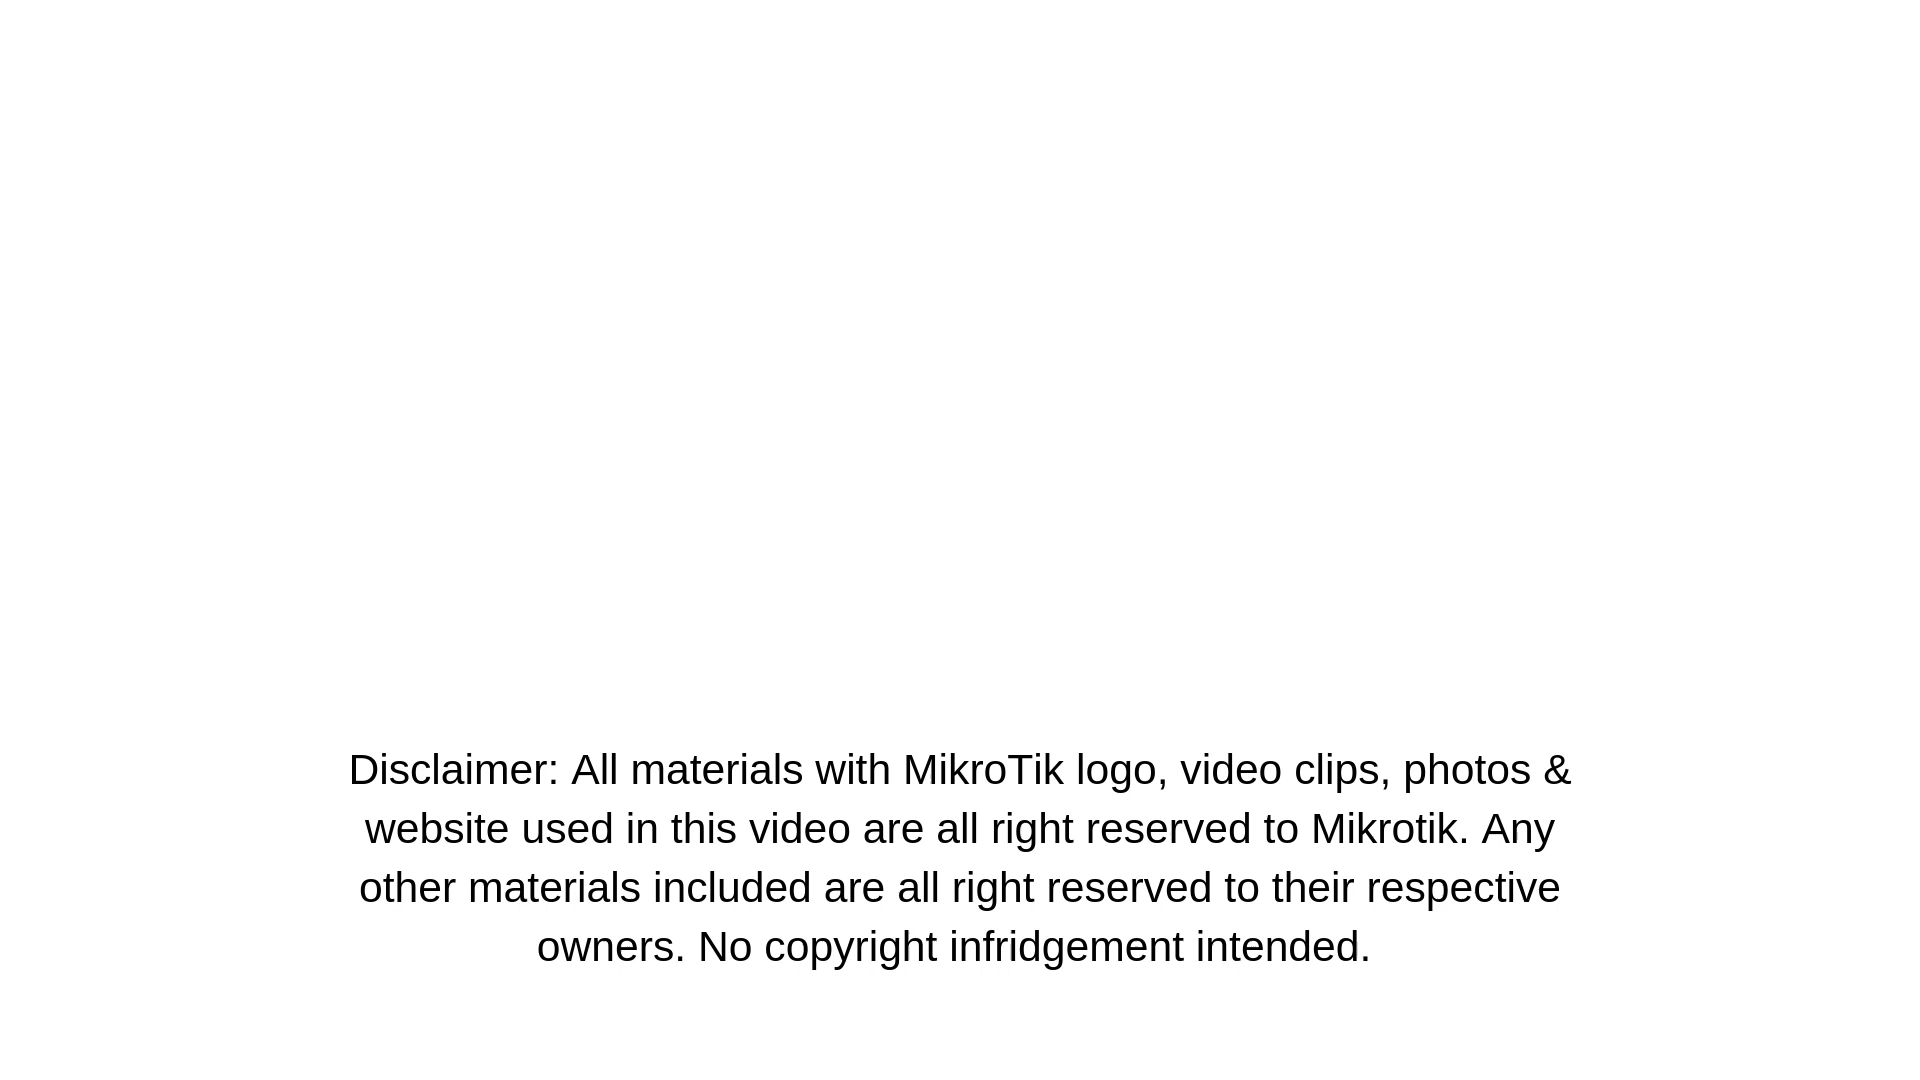 Disclaimer: All materials with MikroTik logo, video clips, photos &
website used in this video are all right reserved to Mikrotik. Any
other materials included are all right reserved to their respective
owners. No copyright infridgement intended.